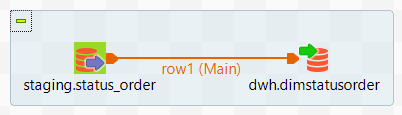 row1 (Main)
staging.status_order
dwh.dimstatusorder